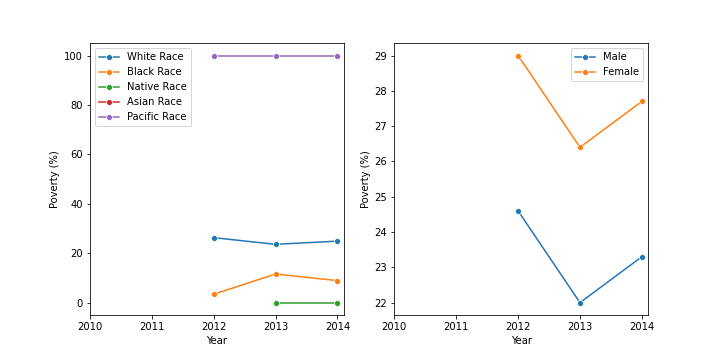 100
80
60
40
20
0
Poverty (%)
White Race
Black Race
Native Race
Asian Race
Pacific Race
2010 2011 2012 2013 2014
Year
29
28
27
26
25
24
23
22
Poverty (%)
Male
Female
2010 2011 2012 2013 2014
Year